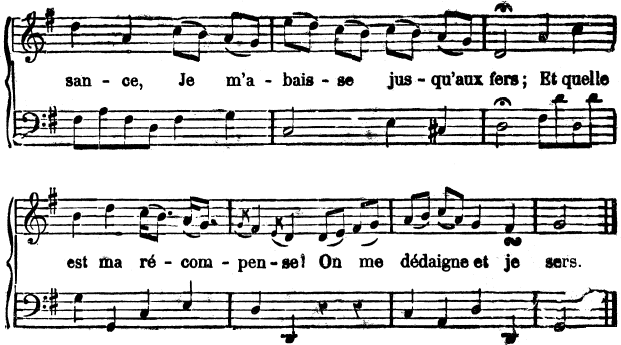 san - ce, Je m'a - bais - se jus - qu'aux fers; Et quelle
est ma ré - com - pen - se! On me dédaigne et je sers.